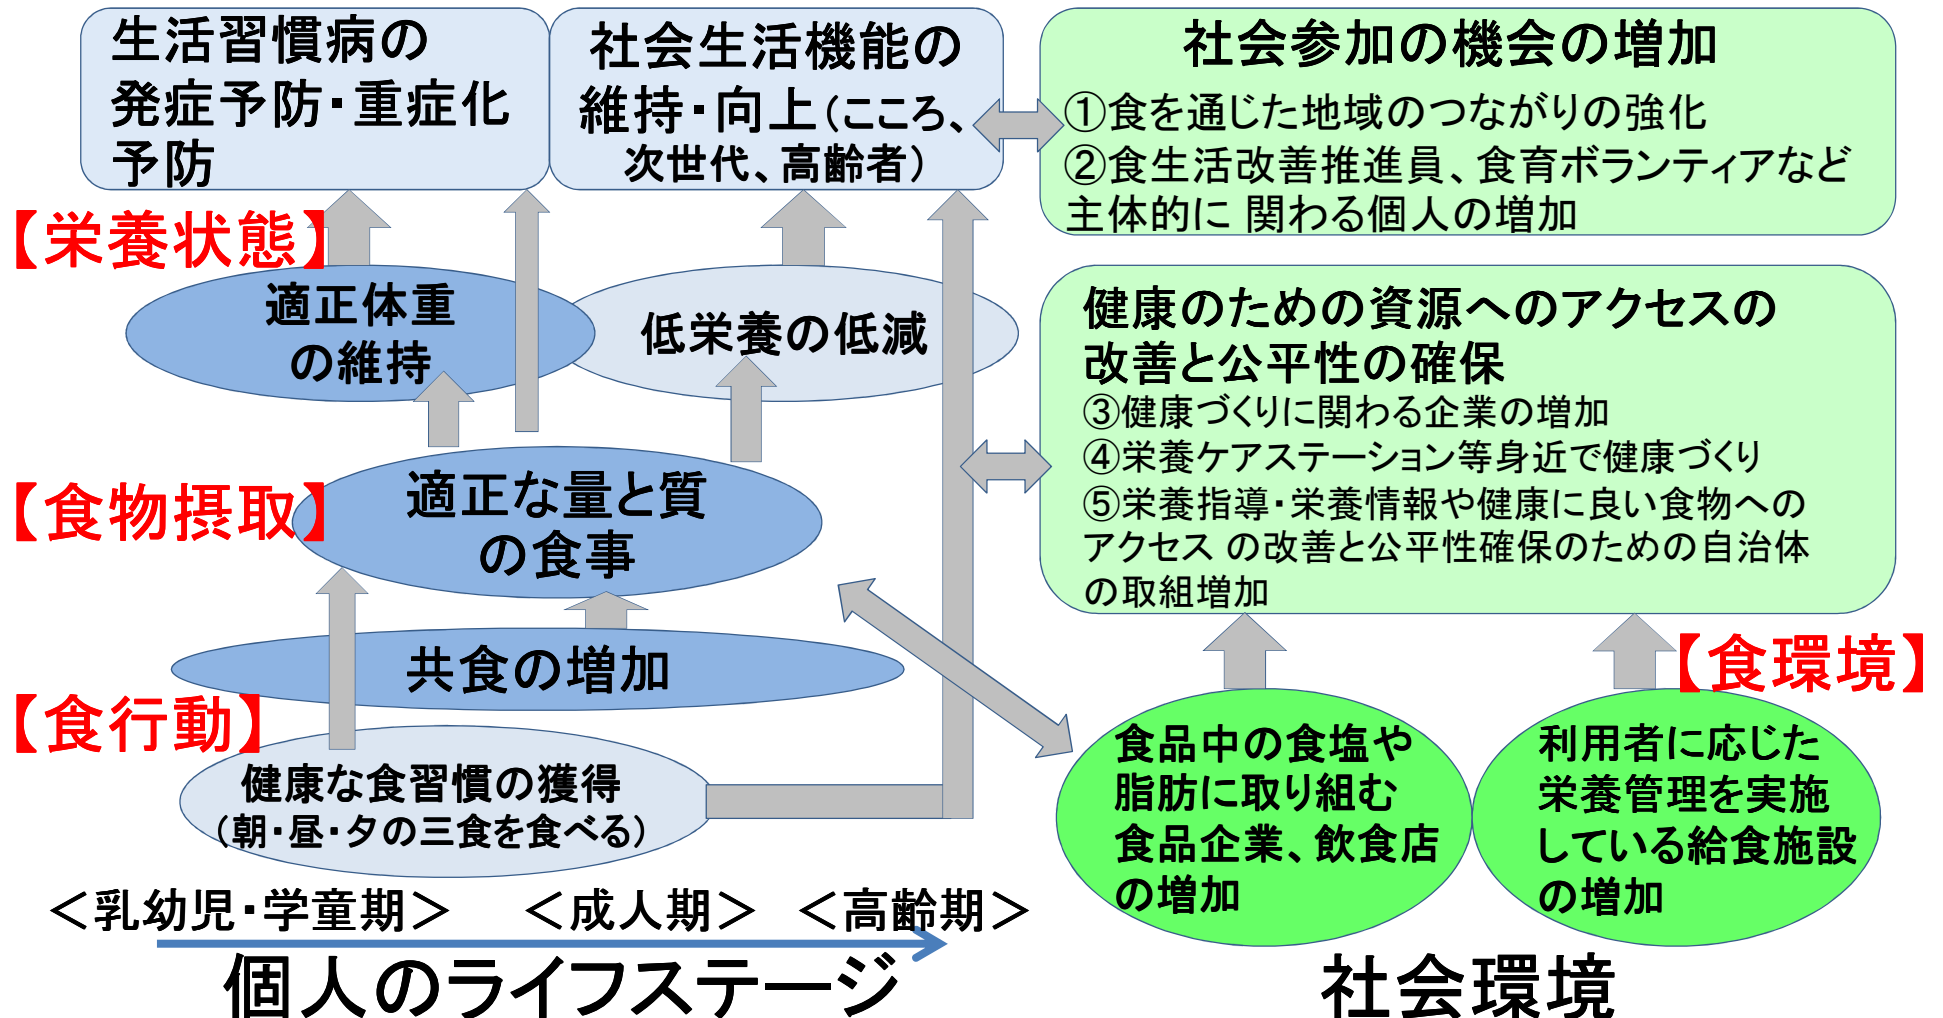 生活習慣病の
発症予防・重症化
予防
社会生活機能の
維持・向上（こころ、
次世代、高齢者）
社会参加の機会の増加
①食を通じた地域のつながりの強化
②食生活改善推進員、食育ボランティアなど
主体的に 関わる個人の増加
【栄養状態】
適正体重
の維持
低栄養の低減
健康のための資源へのアクセスの
改善と公平性の確保
③健康づくりに関わる企業の増加
④栄養ケアステーション等身近で健康づくり
⑤栄養指導・栄養情報や健康に良い食物への
アクセス の改善と公平性確保のための自治体
の取組増加
【食物摂取】
適正な量と質
の食事
共食の増加
【食行動】
健康な食習慣の獲得
（朝・昼・夕の三食を食べる）
【食環境】
食品中の食塩や
脂肪に取り組む
食品企業、飲食店
の増加
利用者に応じた
栄養管理を実施
している給食施設
の増加
＜乳幼児・学童期＞ ＜成人期＞ ＜高齢期＞
個人のライフステージ
社会環境